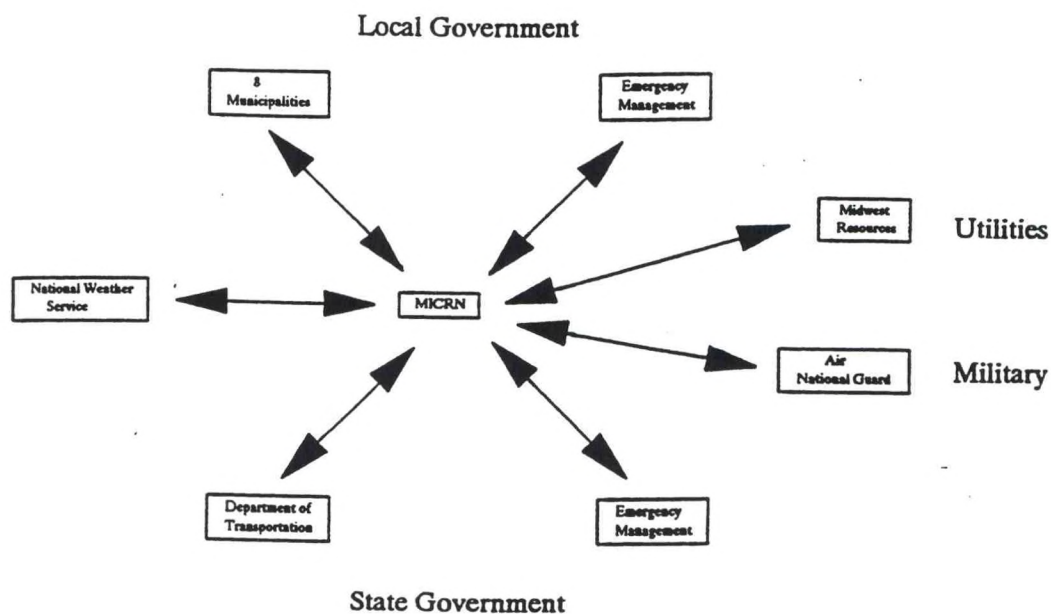 Local Government
8
Municipalities
Emergency
Management
Midwest
Resources
Utilities
National Weather
Service
MICRN
Air
National Guard
Military
Department of
Transportation
Emergency
Management
State Government